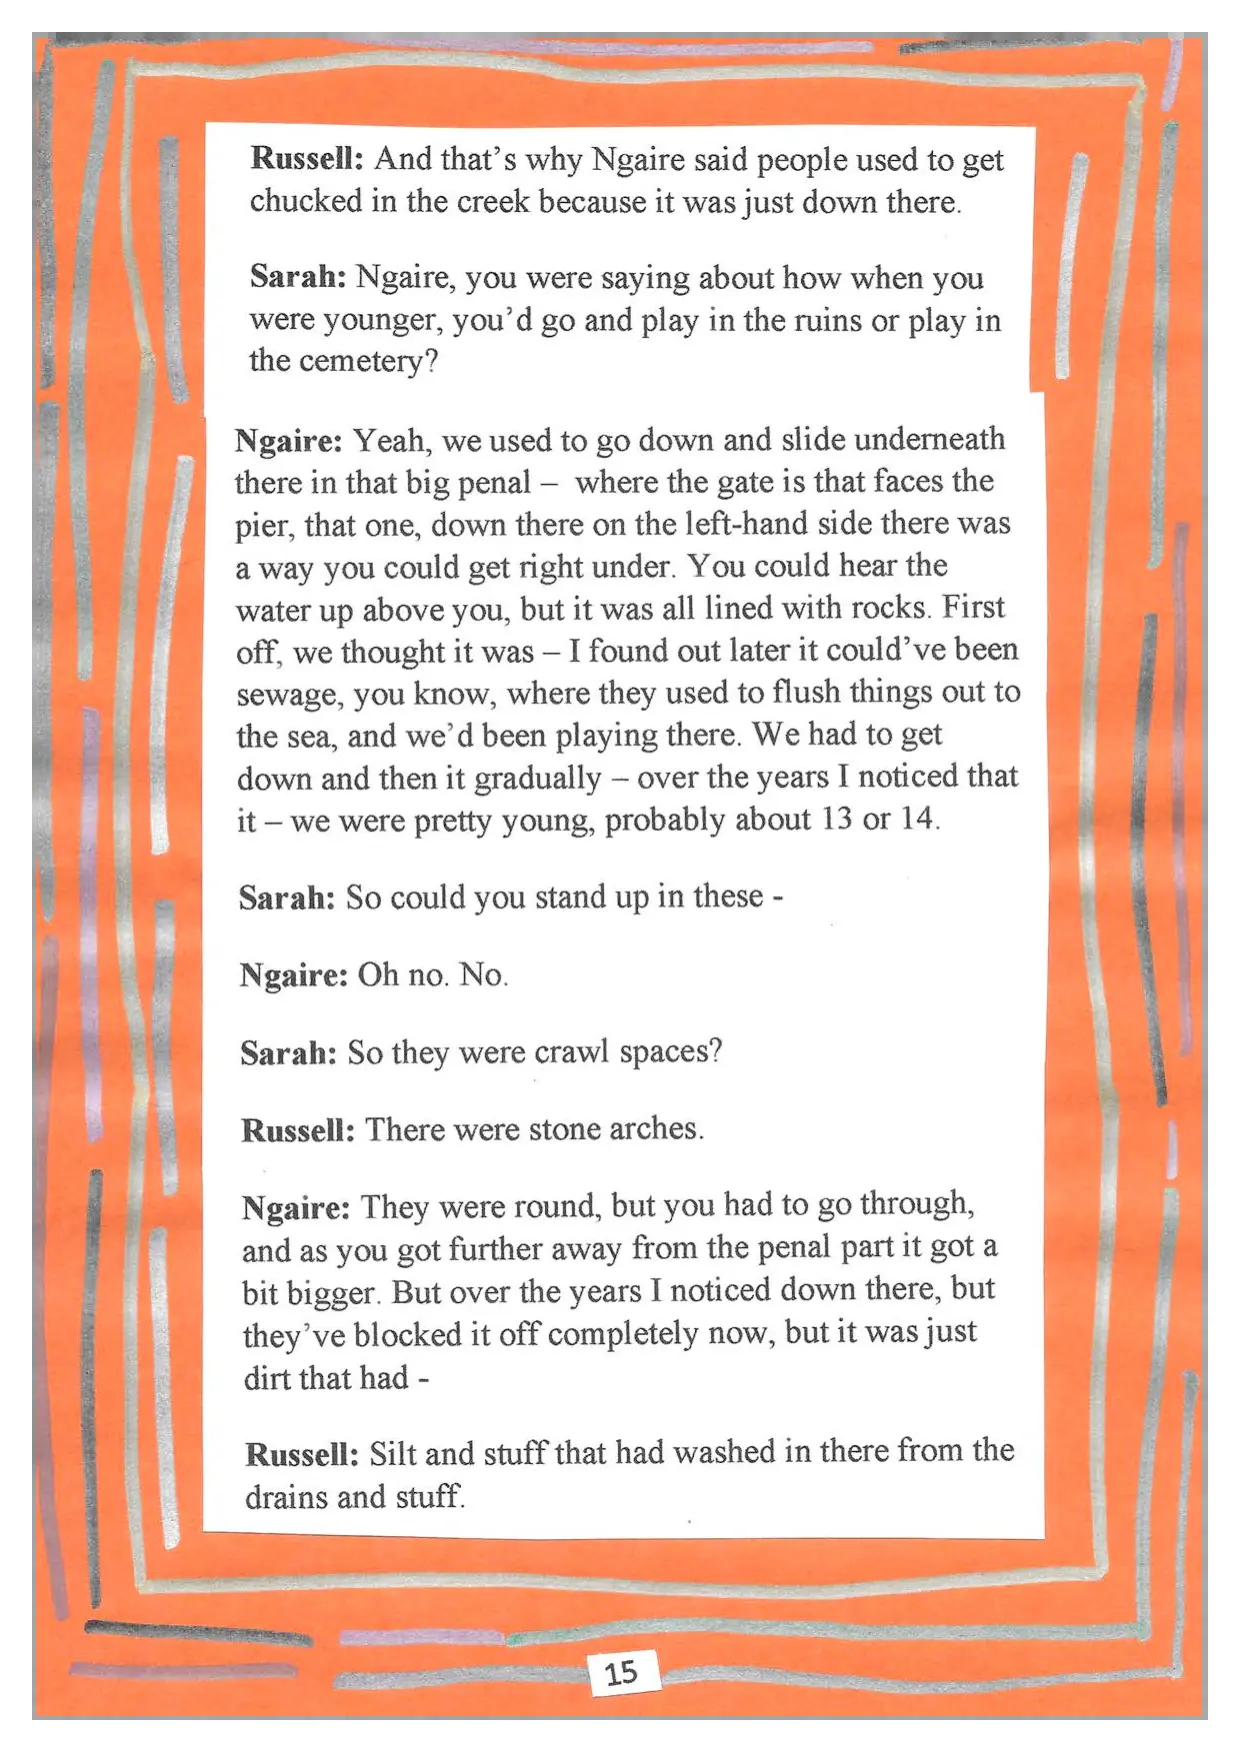 Russell: And that's why Ngaire said people used to get
chucked in the creek because it was just down there.
Sarah: Ngaire, you were saying about how when you
were younger, you'd go and play in the ruins or play in
the cemetery?
Ngaire: Yeah, we used to go down and slide underneath
there in that big penal – where the gate is that faces the
pier, that one, down there on the left-hand side there was
a way you could get right under. You could hear the
water up above you, but it was all lined with rocks. First
off, we thought it was – I found out later it could've been
sewage, you know, where they used to flush things out to
the sea, and we'd been playing there. We had to get
down and then it gradually – over the years I noticed that
it – we were pretty young, probably about 13 or 14.
Sarah: So could you stand up in these -
Ngaire: Oh no. No.
Sarah: So they were crawl spaces?
Russell: There were stone arches.
Ngaire: They were round, but you had to go through,
and as you got further away from the penal part it got a
bit bigger. But over the years I noticed down there, but
they've blocked it off completely now, but it was just
dirt that had -
Russell: Silt and stuff that had washed in there from the
drains and stuff.
15